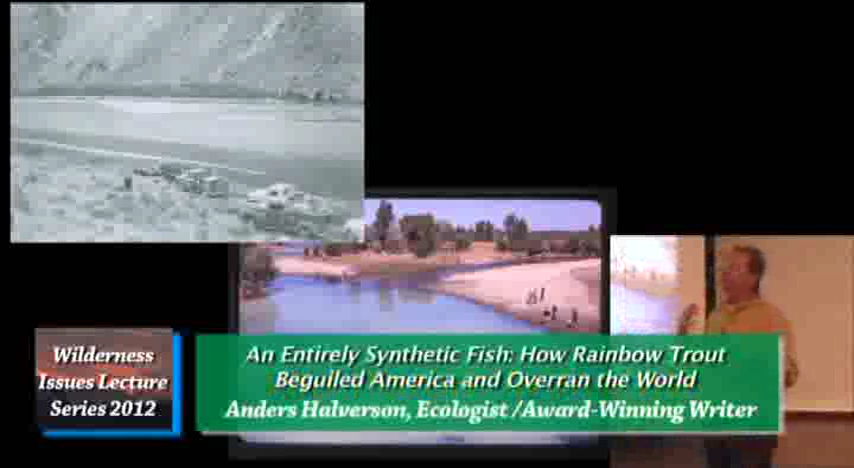 Wilderness
Issues Lecture
Series 2012
An Entirely Synthetic Fish: How Rainbow Trout
Beguiled America and Overran the World
Anders Halverson, Ecologist/Award-Winning Writer